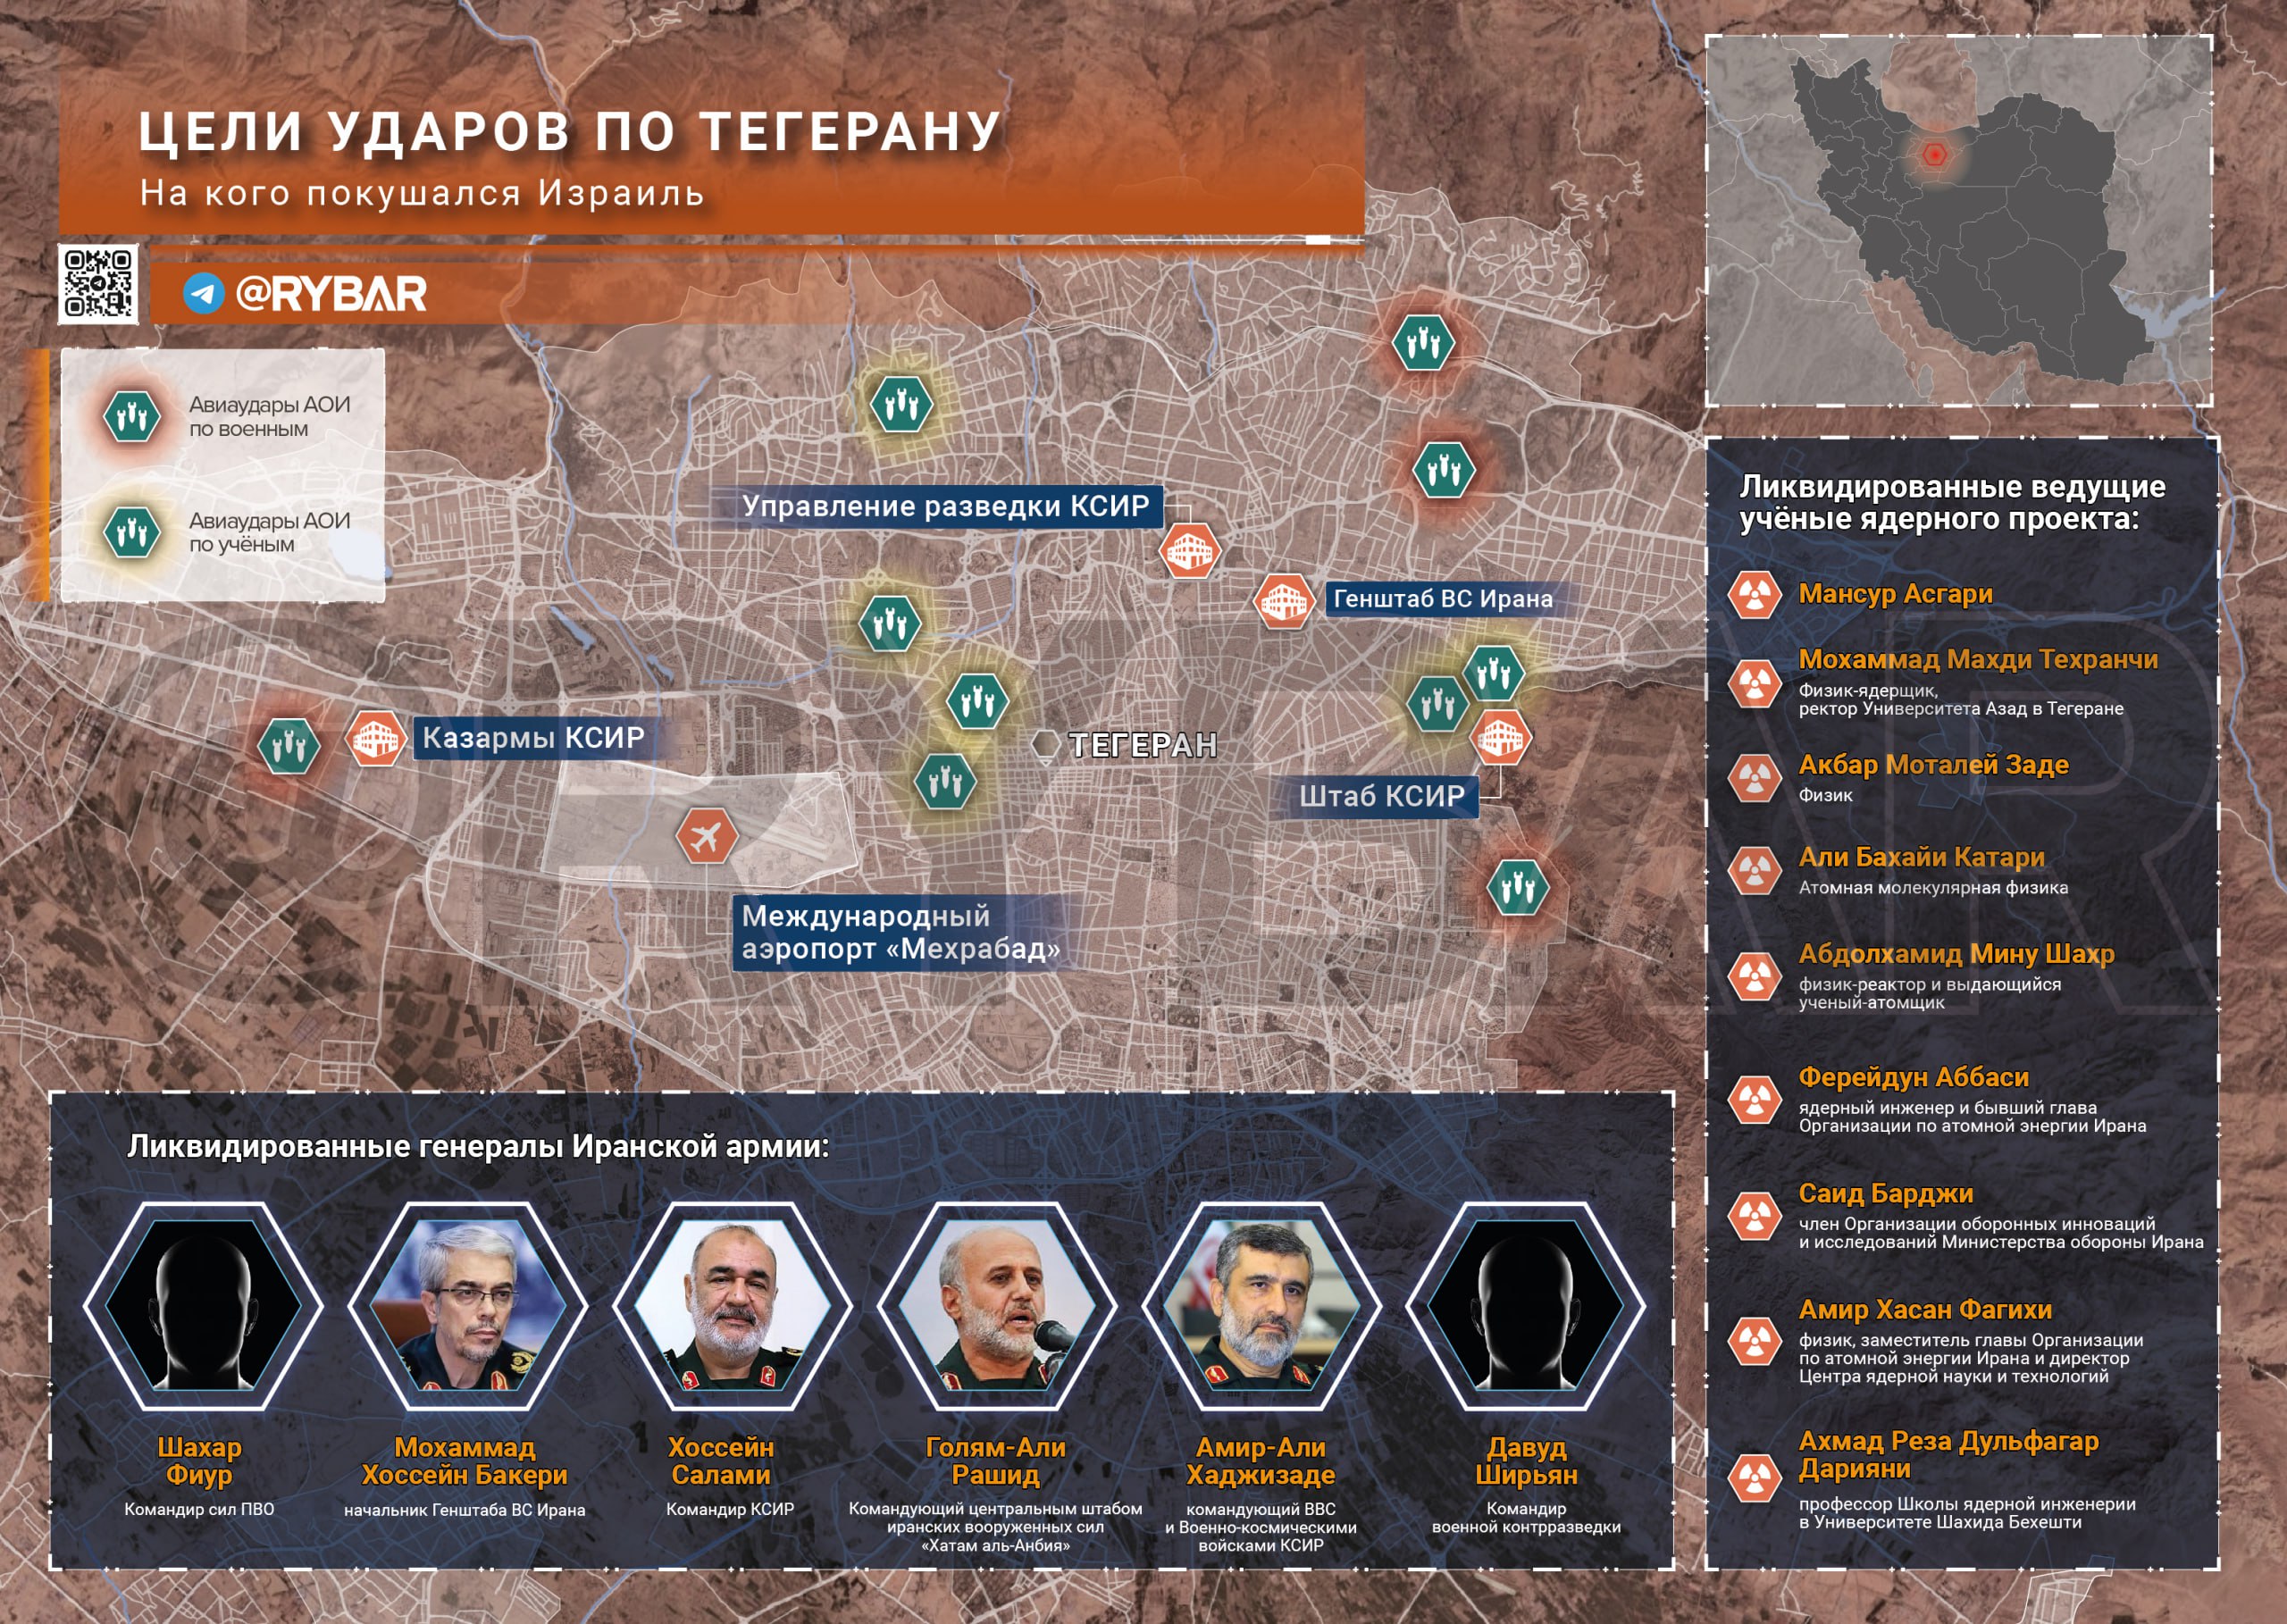 ЦЕЛИ УДАРОВ ПО ТЕГЕРАНУ
На кого покушался Израиль
@RYBAR
Авиаудары АОИ
по военным
Авиаудары АОИ
по учёным
Управление разведки КСИР
Генштаб ВС Ирана
Казармы КСИР
ТЕГЕРАН
Штаб КСИР
Международный
аэропорт «Мехрабад»
Ликвидированные ведущие
учёные ядерного проекта:
Мансур Асгари
Мохаммад Махди Техранчи
Физик-ядерщик,
ректор Университета Азад в Тегеране
Акбар Моталей Заде
Физик
Али Бахайи Катари
Атомная молекулярная физика
Абдолхамид Мину Шахр
физик-реактор и выдающийся
ученый-атомщик
Ферейдун Аббаси
ядерный инженер и бывший глава
Организации по атомной энергии Ирана
Саид Барджи
член Организации оборонных инноваций
и исследований Министерства обороны Ирана
Амир Хасан Фагихи
физик, заместитель главы Организации
по атомной энергии Ирана и директор
Центра ядерной науки и технологий
Ахмад Реза Дульфагар
Дарияни
профессор Школы ядерной инженерии
в Университете Шахида Бехешти
Ликвидированные генералы Иранской армии:
Шахар
Фиур
Командир сил ПВО
Мохаммад
Хоссейн Бакери
начальник Генштаба ВС Ирана
Хоссейн
Салами
Командир КСИР
Голям-Али
Рашид
Командующий центральным штабом
иранских вооруженных сил
«Хатам аль-Анбия»
Амир-Али
Хаджизаде
командующий ВВС
и Военно-космическими
войсками КСИР
Давуд
Ширьян
Командир
военной контрразведки
@RYBAR